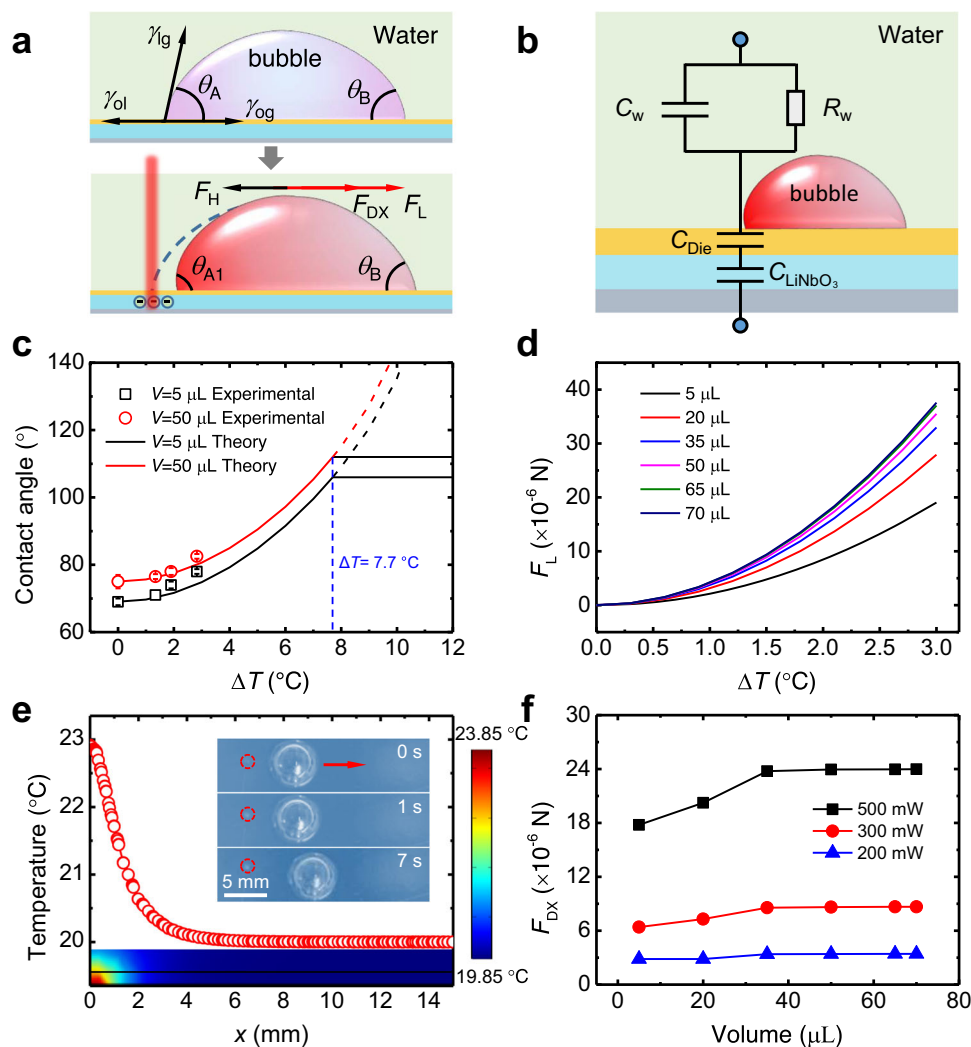 a
Water
γlg
bubble
θA
θB
γol
γog
FH
FDX
FL
θA1
θB
b
Water
Cw
Rw
bubble
CDie
CLiNbO3
c
140
120
100
80
60
Contact angle (°)
V=5 μL Experimental
V=50 μL Experimental
V=5 μL Theory
V=50 μL Theory
ΔT= 7.7 °C
0 2 4 6 8 10 12
ΔT (°C)
d
40
30
20
10
0
FL (×10-6 N)
5 μL
20 μL
35 μL
50 μL
65 μL
70 μL
0.0 0.5 1.0 1.5 2.0 2.5 3.0
ΔT (°C)
e
23
22
21
20
Temperature (°C)
0 s
1 s
7 s
5 mm
23.85 °C
19.85 °C
0 2 4 6 8 10 12 14
x (mm)
f
30
24
18
12
6
0
FDX (×10-6 N)
500 mW
300 mW
200 mW
0 20 40 60 80
Volume (μL)